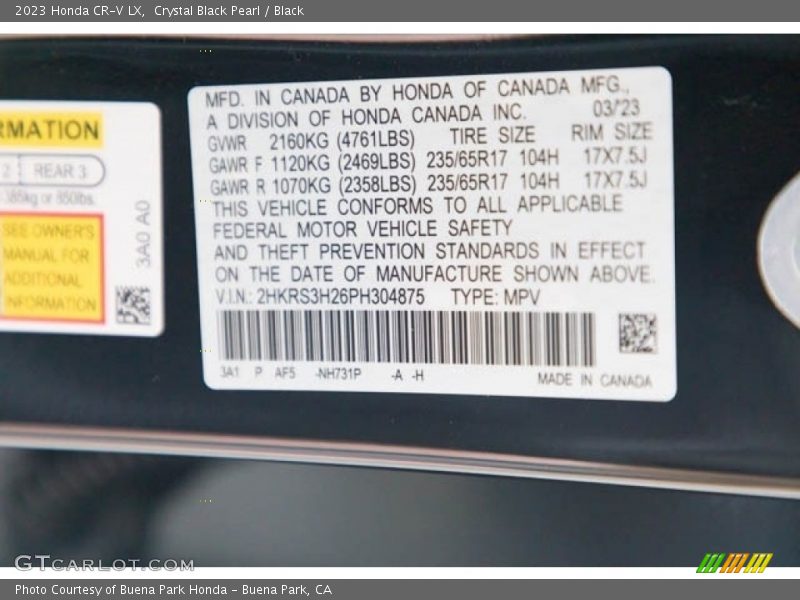 2023 Honda CR-V LX, Crystal Black Pearl / Black
RMATION
2 REAR 3
385kg or 850lbs.
SEE OWNER'S
MANUAL FOR
ADDITIONAL
INFORMATION
3A0 A0
MFD. IN CANADA BY HONDA OF CANADA MFG.,
A DIVISION OF HONDA CANADA INC. 03/23
GVWR 2160KG (4761LBS) TIRE SIZE RIM SIZE
GAWR F 1120KG (2469LBS) 235/65R17 104H 17X7.5J
GAWR R 1070KG (2358LBS) 235/65R17 104H 17X7.5J
THIS VEHICLE CONFORMS TO ALL APPLICABLE
FEDERAL MOTOR VEHICLE SAFETY
AND THEFT PREVENTION STANDARDS IN EFFECT
ON THE DATE OF MANUFACTURE SHOWN ABOVE.
V.I.N.: 2HKRS3H26PH304875 TYPE: MPV
3A1 P AF5 -NH731P -A -H MADE IN CANADA
GTCARLOT.COM
Photo Courtesy of Buena Park Honda - Buena Park, CA